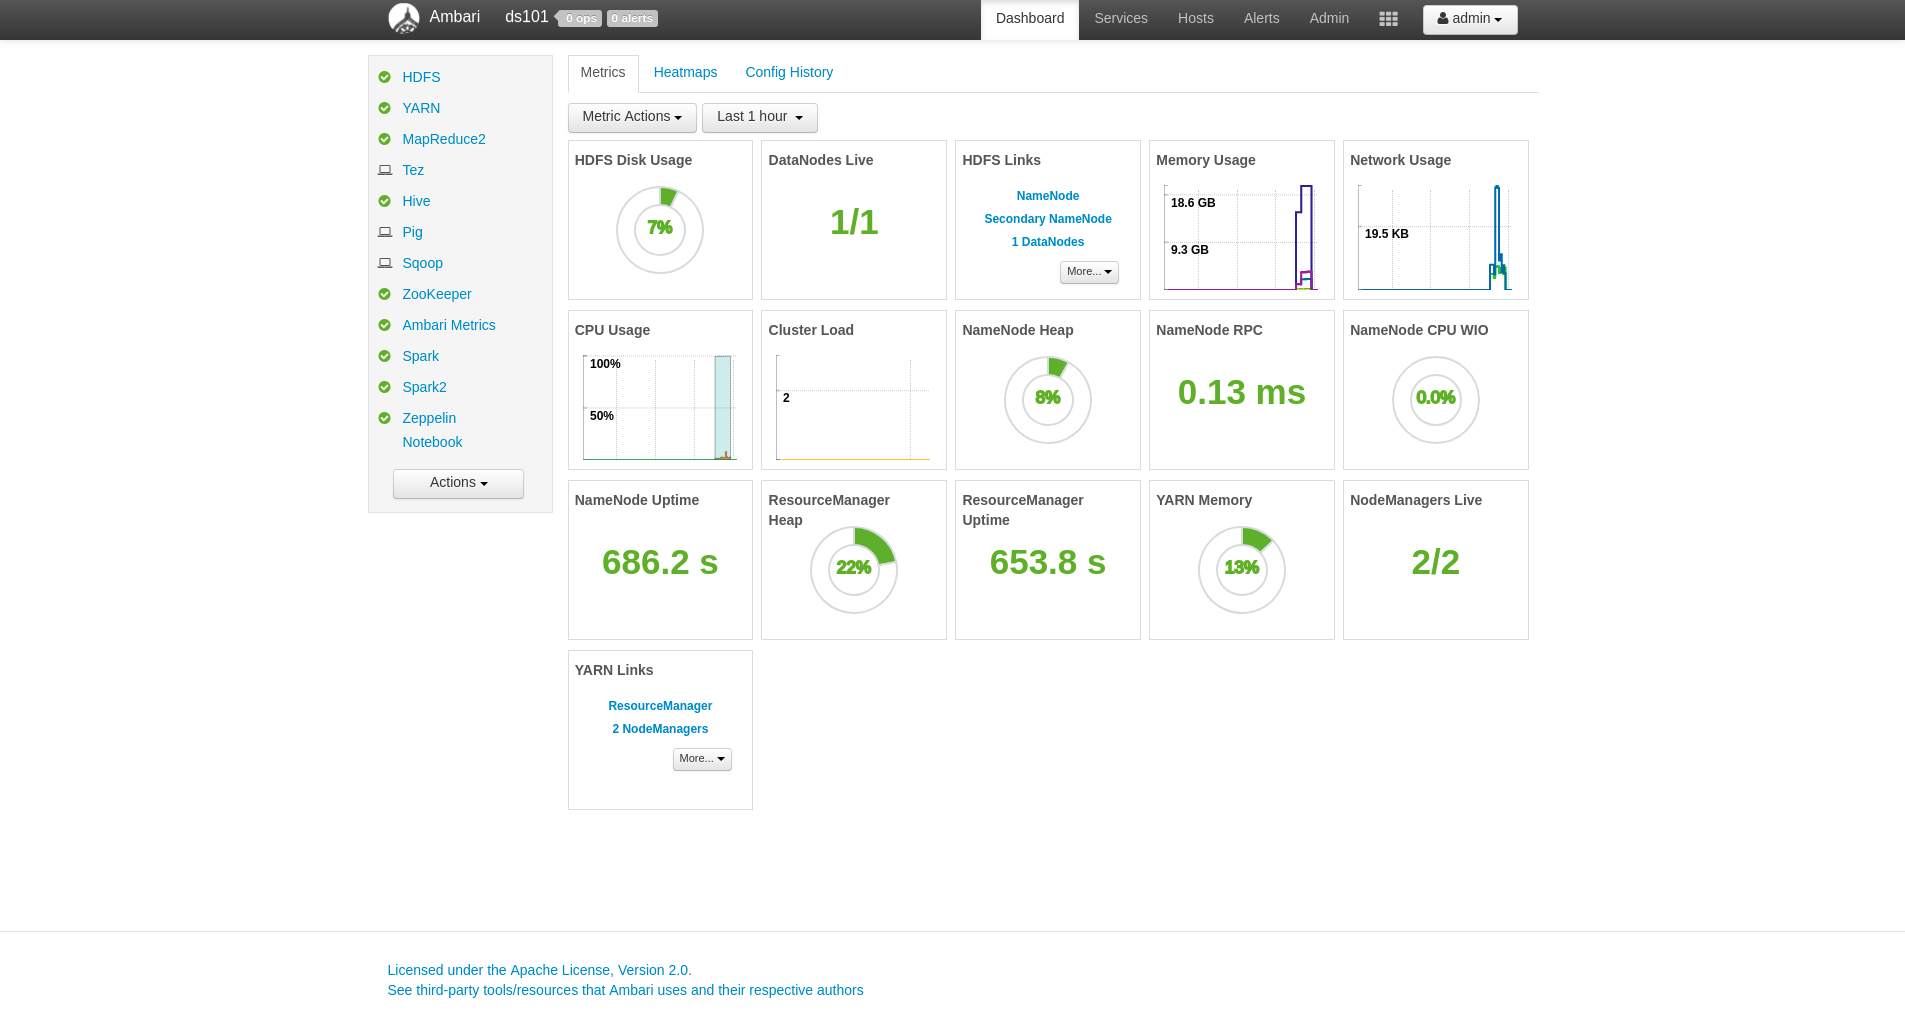 Ambari ds101 0 ops 0 alerts Dashboard Services Hosts Alerts Admin admin
HDFS
YARN
MapReduce2
Tez
Hive
Pig
Sqoop
ZooKeeper
Ambari Metrics
Spark
Spark2
Zeppelin
Notebook
Actions
Metrics Heatmaps Config History
Metric Actions Last 1 hour
HDFS Disk Usage
7%
DataNodes Live
1/1
HDFS Links
NameNode
Secondary NameNode
1 DataNodes
More...
Memory Usage
18.6 GB
9.3 GB
Network Usage
19.5 KB
CPU Usage
100%
50%
Cluster Load
2
NameNode Heap
8%
NameNode RPC
0.13 ms
NameNode CPU WIO
0.0%
NameNode Uptime
686.2 s
ResourceManager
Heap
22%
ResourceManager
Uptime
653.8 s
YARN Memory
13%
NodeManagers Live
2/2
YARN Links
ResourceManager
2 NodeManagers
More...
Licensed under the Apache License, Version 2.0.
See third-party tools/resources that Ambari uses and their respective authors